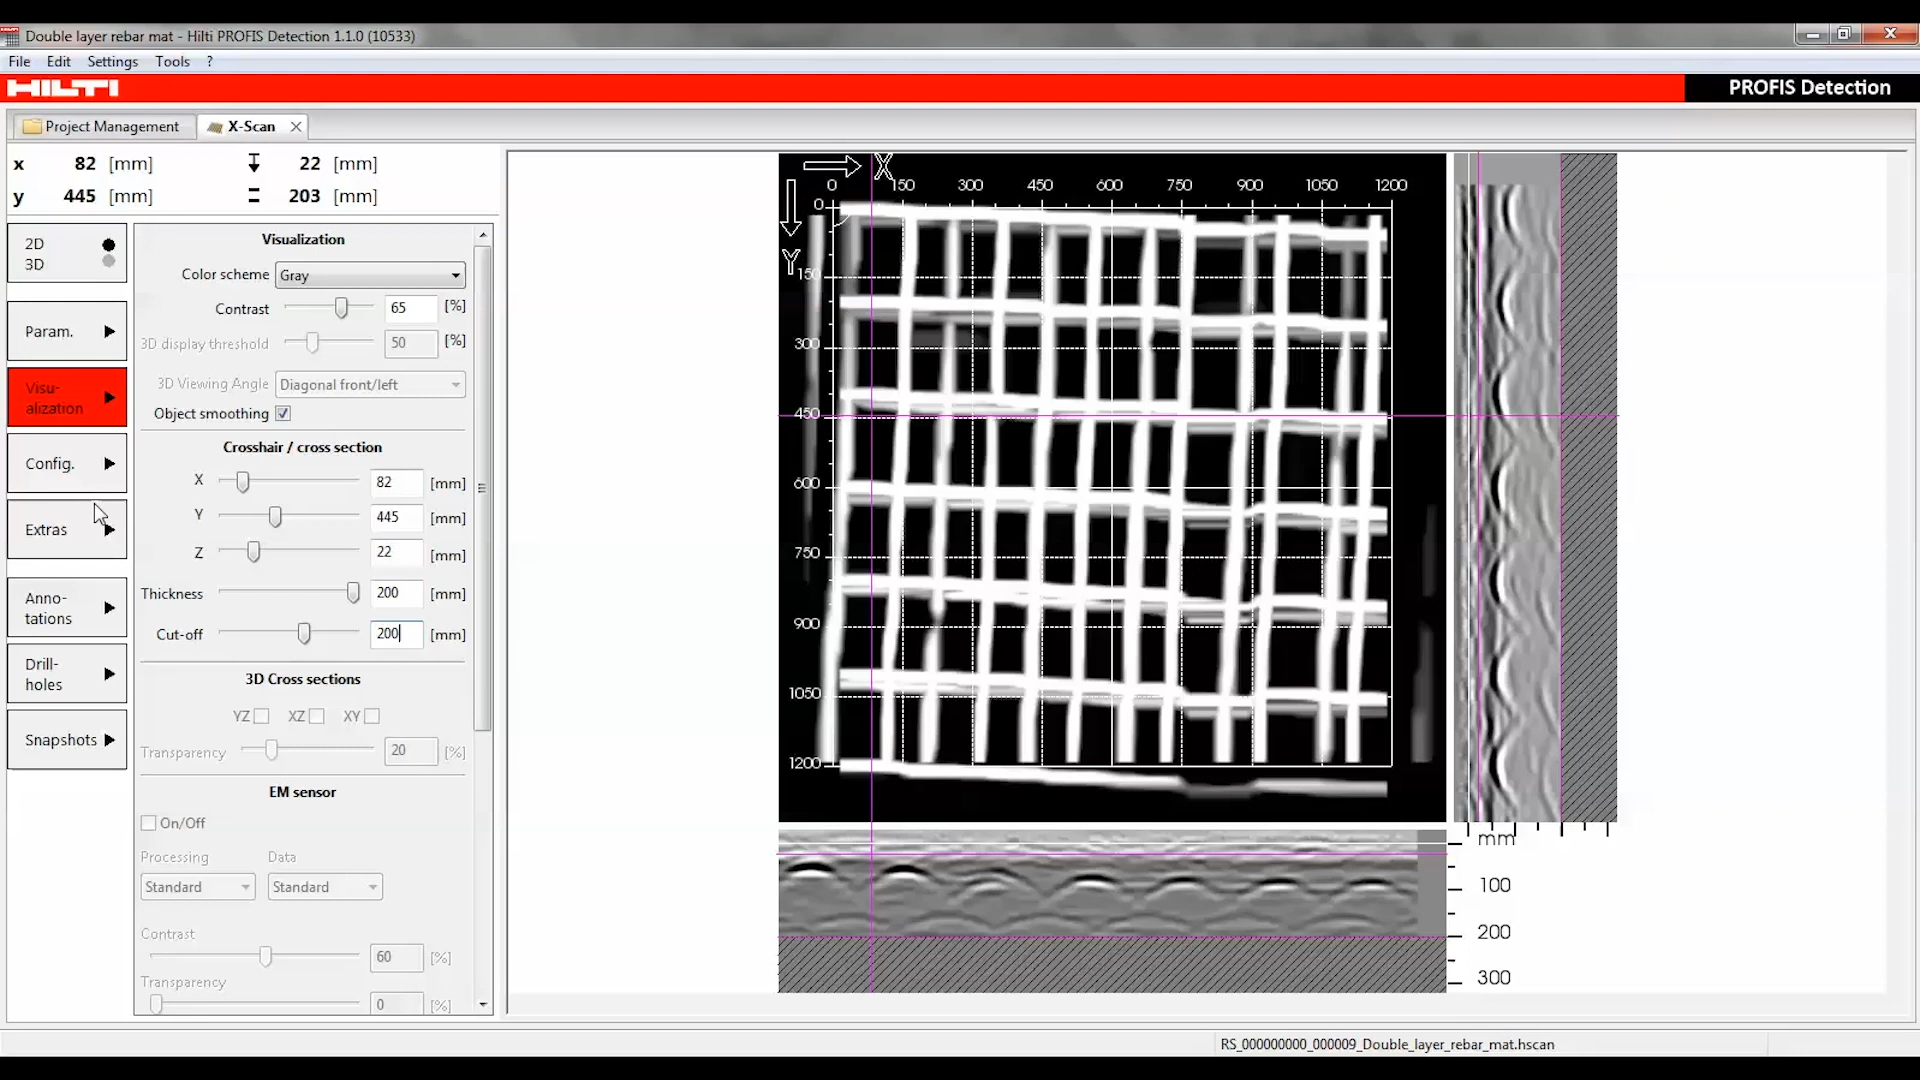 Double layer rebar mat - Hilti PROFIS Detection 1.1.0 (10533)
File Edit Settings Tools ?
HILTI
PROFIS Detection
Project Management X-Scan
x 82 [mm] 22 [mm]
y 445 [mm] 203 [mm]
2D
3D
Param.
Visu-
alization
Config.
Extras
Anno-
tations
Drill-
holes
Snapshots
Visualization
Color scheme Gray
Contrast 65 [%]
3D display threshold 50 [%]
3D Viewing Angle Diagonal front/left
Object smoothing
Crosshair / cross section
X 82 [mm]
Y 445 [mm]
Z 22 [mm]
Thickness 200 [mm]
Cut-off 200 [mm]
3D Cross sections
YZ XZ XY
Transparency 20 [%]
EM sensor
On/Off
Processing Data
Standard Standard
Contrast
60 [%]
Transparency
0 [%]
X
0 150 300 450 600 750 900 1050 1200
Y
0
150
300
450
600
750
900
1050
1200
mm
100
200
300
RS_000000000_000009_Double_layer_rebar_mat.hscan